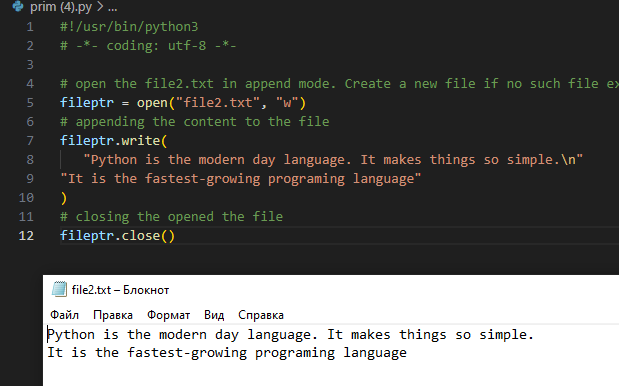 prim (4).py > ...
1 #!/usr/bin/python3
2 # -*- coding: utf-8 -*-
3
4 # open the file2.txt in append mode. Create a new file if no such file
5 fileptr = open("file2.txt", "w")
6 # appending the content to the file
7 fileptr.write(
8 "Python is the modern day language. It makes things so simple.\n"
9 "It is the fastest-growing programing language"
10 )
11 # closing the opened the file
12 fileptr.close()
file2.txt – Блокнот
Файл Правка Формат Вид Справка
Python is the modern day language. It makes things so simple.
It is the fastest-growing programing language